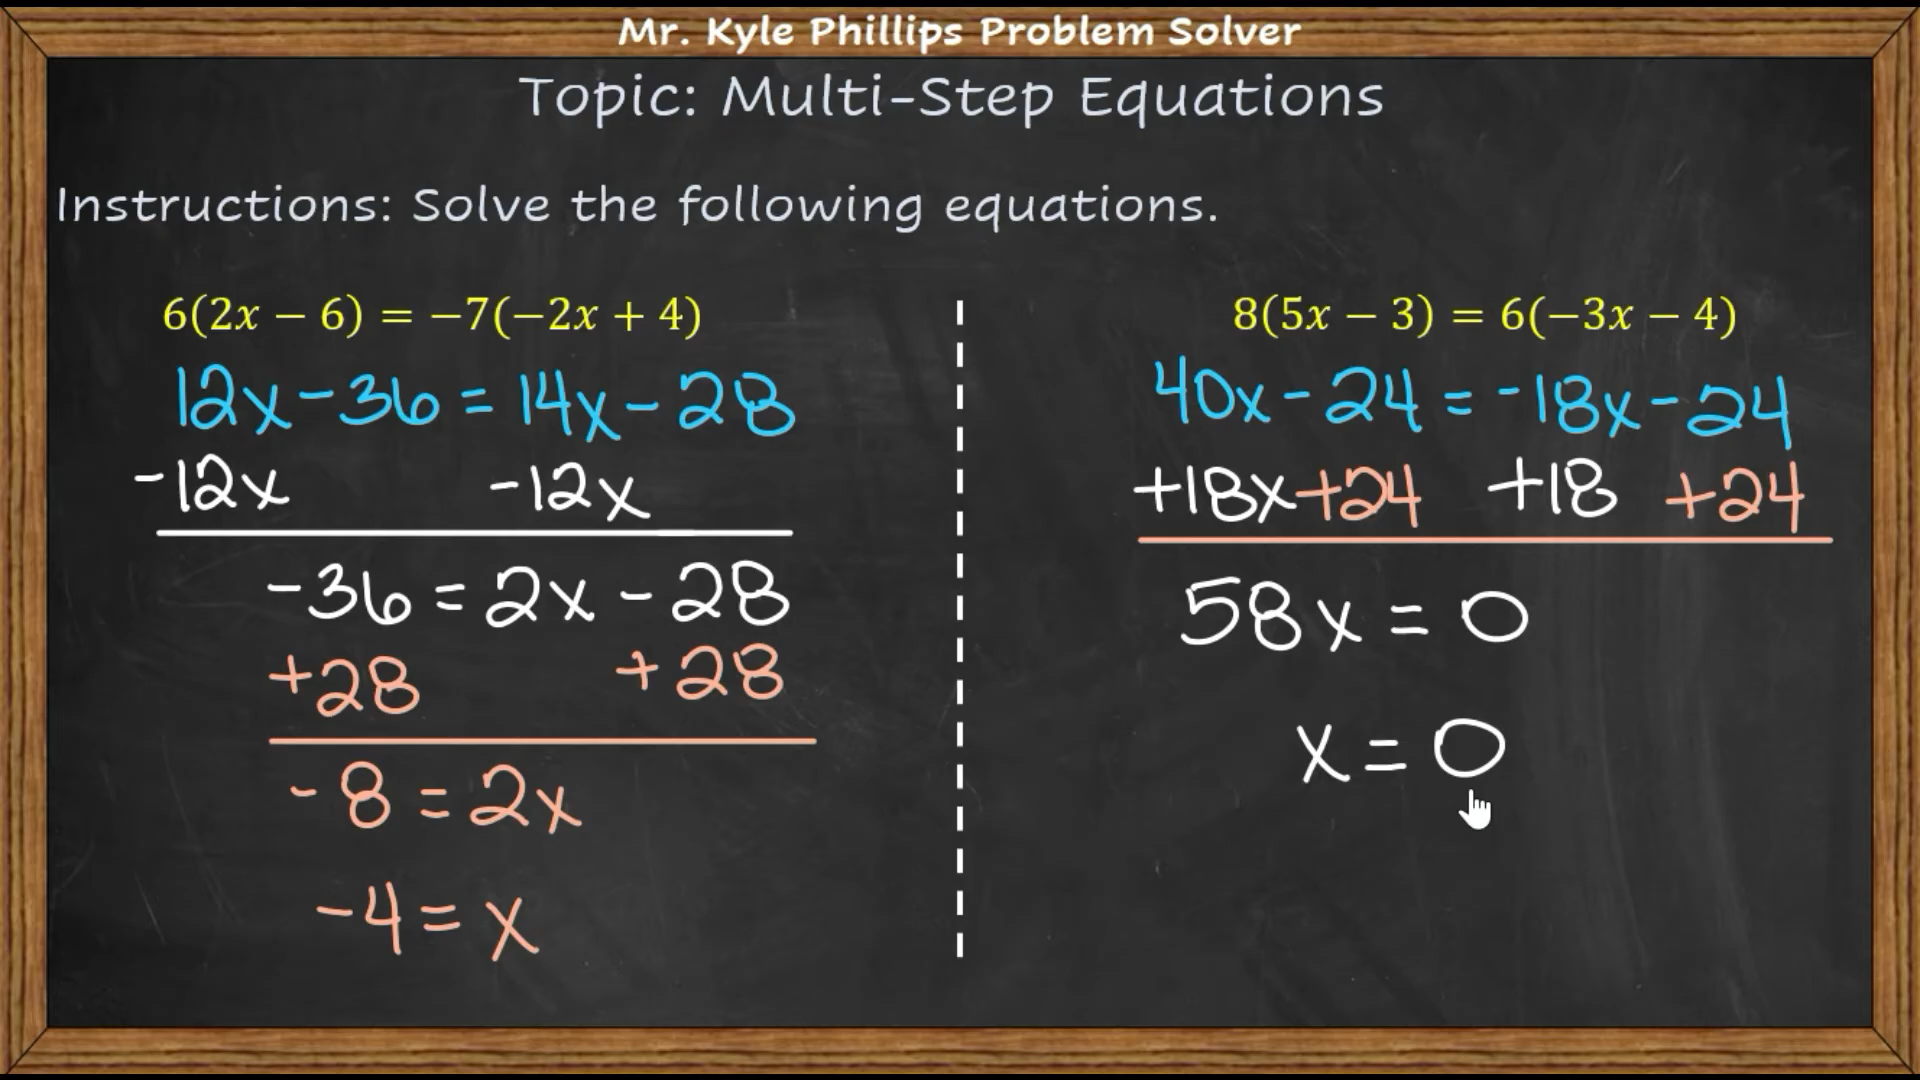 Mr. Kyle Phillips Problem Solver
Topic: Multi-Step Equations
Instructions: Solve the following equations.
6(2x − 6) = −7(−2x + 4)
12x - 36 = 14x - 28
-12x -12x
-36 = 2x - 28
+28 +28
-8 = 2x
-4 = x
8(5x − 3) = 6(−3x − 4)
40x - 24 = -18x - 24
+18x +24 +18 +24
58x = 0
x = 0